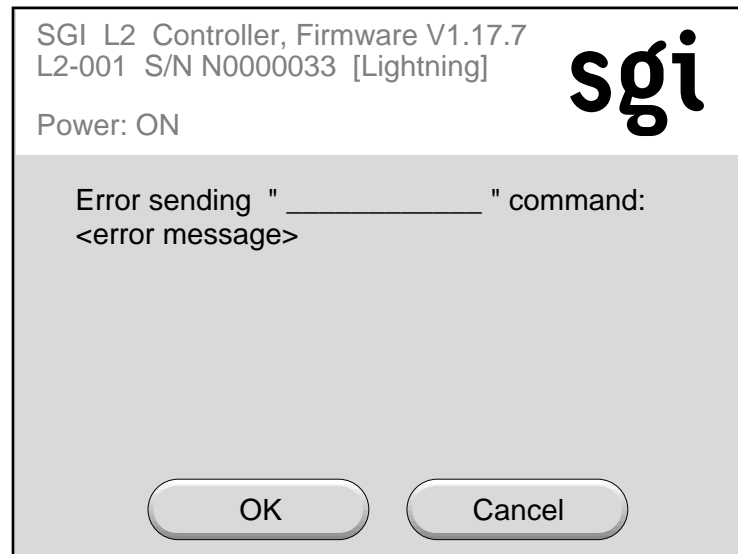 SGI L2 Controller, Firmware V1.17.7
L2-001 S/N N0000033 [Lightning]
sgi
Power: ON
Error sending " ____________ " command:
<error message>
OK
Cancel